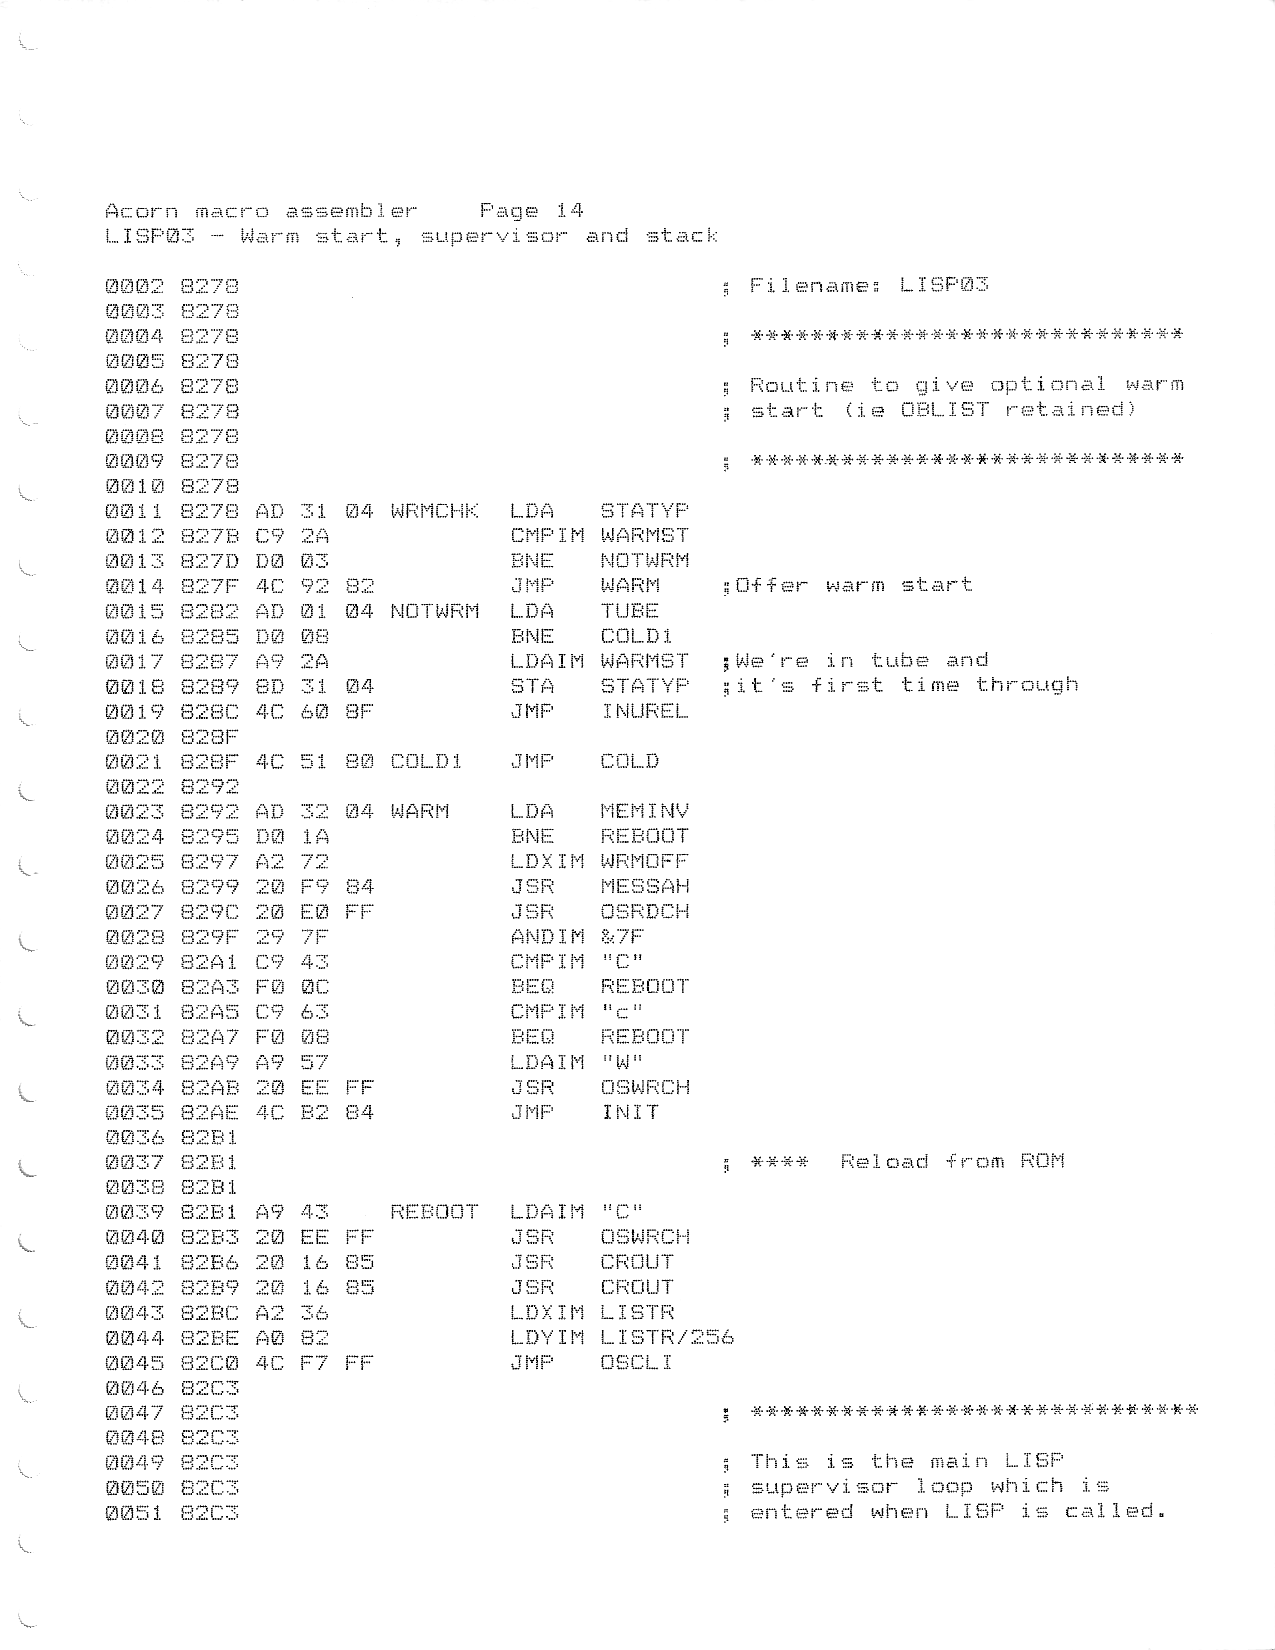 Acorn macro assembler    Page 14
LISP03 - Warm start, supervisor and stack
0002 8278                                ; Filename: LISP03
0003 8278
0004 8278                                ; *****************************
0005 8278
0006 8278                                ; Routine to give optional warm
0007 8278                                ; start (ie OBLIST retained)
0008 8278
0009 8278                                ; *****************************
0010 8278
0011 8278 AD 31 04 WRMCHK  LDA   STATYP
0012 827B C9 2A            CMPIM WARMST
0013 827D D0 03            BNE   NOTWRM
0014 827F 4C 92 82         JMP   WARM    ;Offer warm start
0015 8282 AD 01 04 NOTWRM  LDA   TUBE
0016 8285 D0 08            BNE   COLD1
0017 8287 A9 2A            LDAIM WARMST  ;We're in tube and
0018 8289 8D 31 04         STA   STATYP  ;it's first time through
0019 828C 4C 60 8F         JMP   INUREL
0020 828F
0021 828F 4C 51 80 COLD1   JMP   COLD
0022 8292
0023 8292 AD 32 04 WARM    LDA   MEMINV
0024 8295 D0 1A            BNE   REBOOT
0025 8297 A2 72            LDXIM WRMOFF
0026 8299 20 F9 84         JSR   MESSAH
0027 829C 20 E0 FF         JSR   OSRDCH
0028 829F 29 7F            ANDIM &7F
0029 82A1 C9 43            CMPIM "C"
0030 82A3 F0 0C            BEQ   REBOOT
0031 82A5 C9 63            CMPIM "c"
0032 82A7 F0 08            BEQ   REBOOT
0033 82A9 A9 57            LDAIM "W"
0034 82AB 20 EE FF         JSR   OSWRCH
0035 82AE 4C B2 84         JMP   INIT
0036 82B1
0037 82B1                                ; ****  Reload from ROM
0038 82B1
0039 82B1 A9 43    REBOOT  LDAIM "C"
0040 82B3 20 EE FF         JSR   OSWRCH
0041 82B6 20 16 85         JSR   CROUT
0042 82B9 20 16 85         JSR   CROUT
0043 82BC A2 36            LDXIM LISTR
0044 82BE A0 82            LDYIM LISTR/256
0045 82C0 4C F7 FF         JMP   OSCLI
0046 82C3
0047 82C3                                ; ******************************
0048 82C3
0049 82C3                                ; This is the main LISP
0050 82C3                                ; supervisor loop which is
0051 82C3                                ; entered when LISP is called.